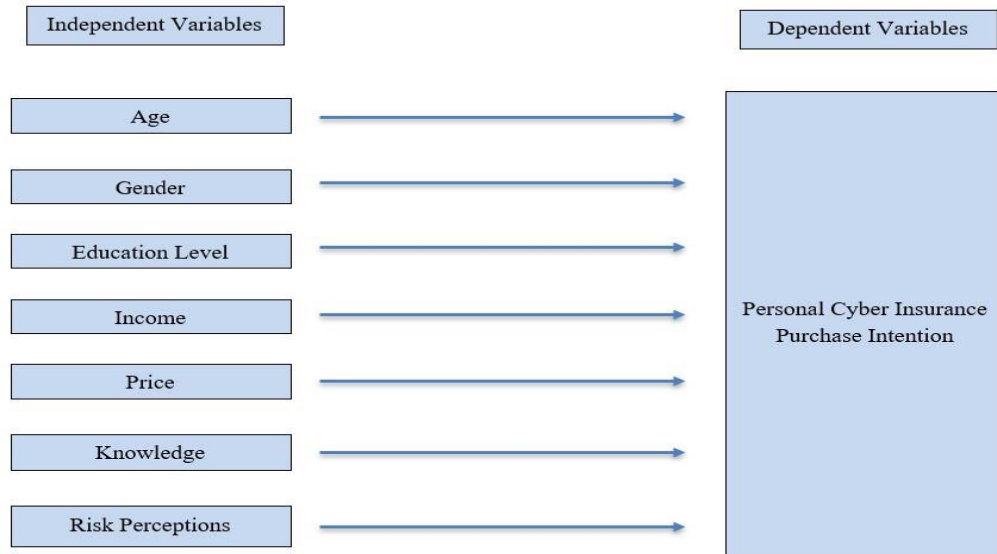 Independent Variables
Dependent Variables
Age
Gender
Education Level
Income
Price
Knowledge
Risk Perceptions
Personal Cyber Insurance
Purchase Intention